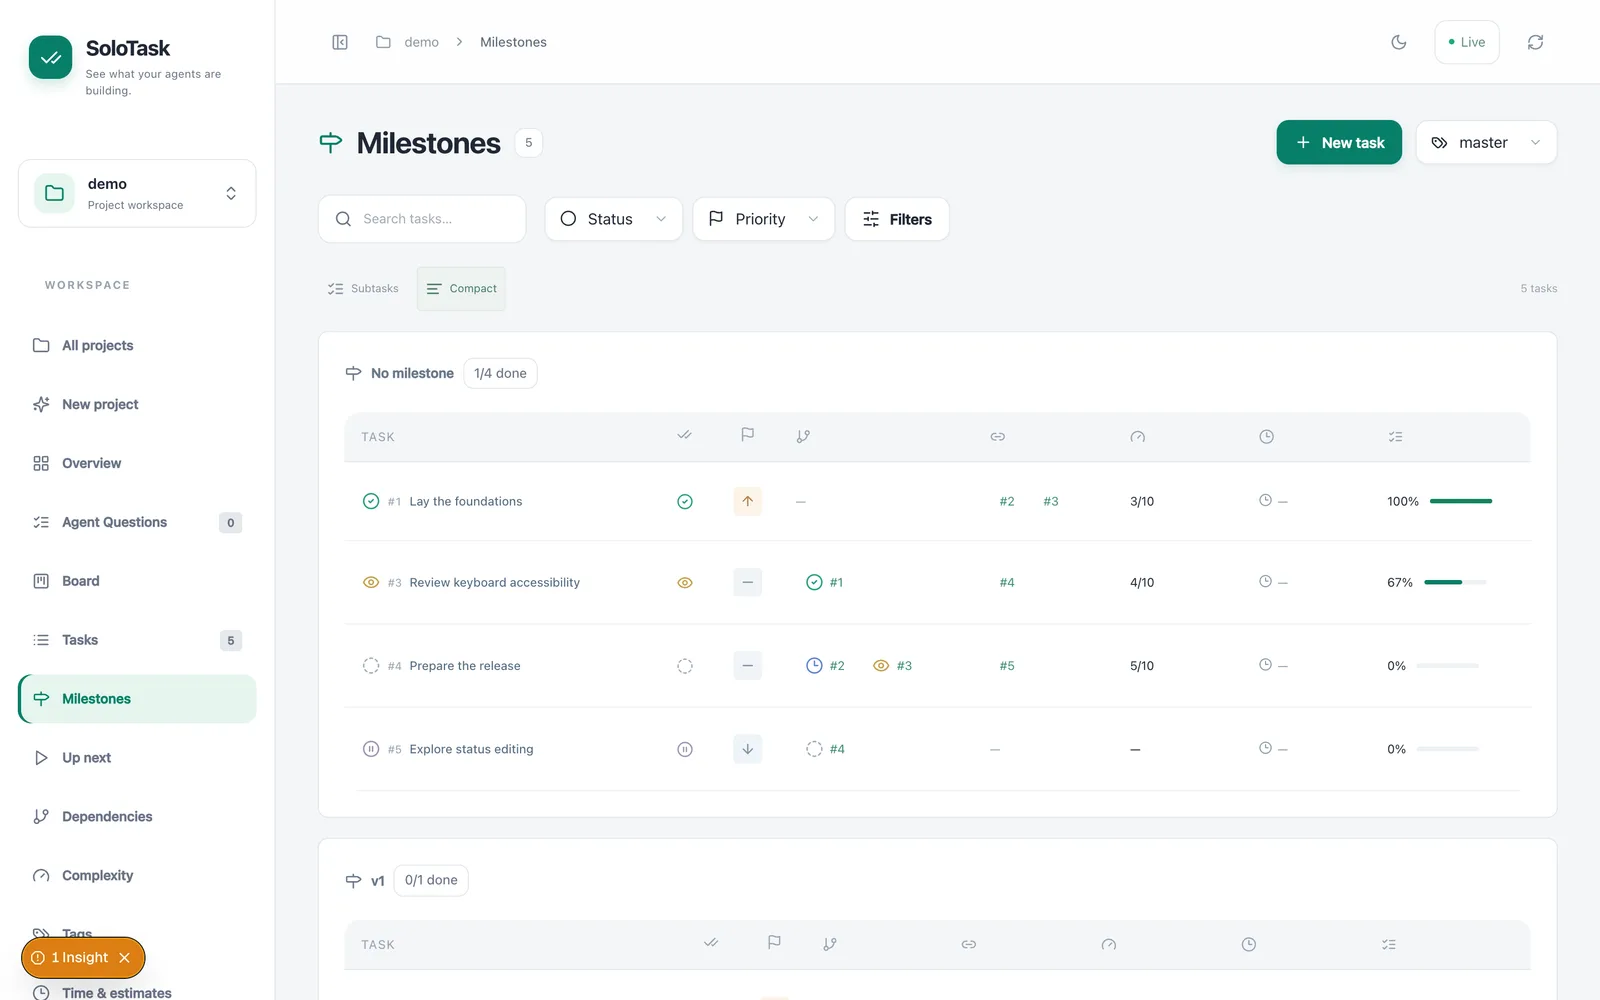 SoloTask
See what your agents are
building.
demo
Project workspace
WORKSPACE
All projects
New project
Overview
Agent Questions 0
Board
Tasks 5
Milestones
Up next
Dependencies
Complexity
Tags
1 Insight
Time & estimates
demo Milestones
Live
Milestones 5
New task
master
Search tasks...
Status
Priority
Filters
Subtasks
Compact
5 tasks
No milestone 1/4 done
TASK
#1 Lay the foundations — #2 #3 3/10 — 100%
#3 Review keyboard accessibility #1 #4 4/10 — 67%
#4 Prepare the release #2 #3 #5 5/10 — 0%
#5 Explore status editing #4 — — — 0%
v1 0/1 done
TASK